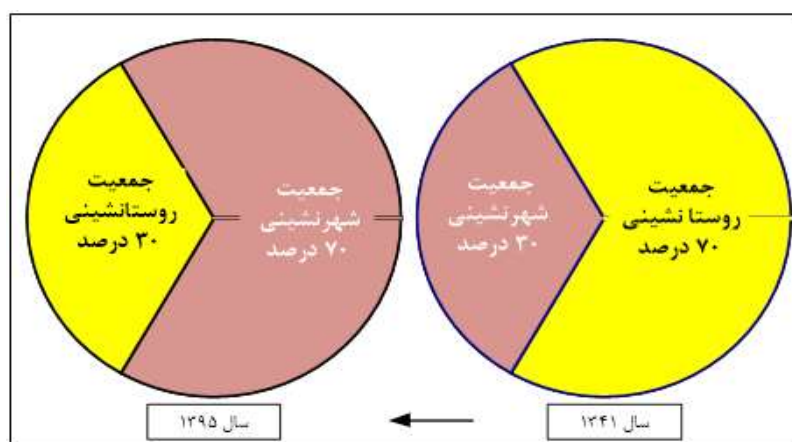 جمعیت
روستا نشینی
۷۰ درصد
جمعیت
شهرنشینی
۳۰ درصد
جمعیت
شهرنشینی
۷۰ درصد
جمعیت
روستانشینی
۳۰ درصد
سال ۱۳۴۱
سال ۱۳۹۵